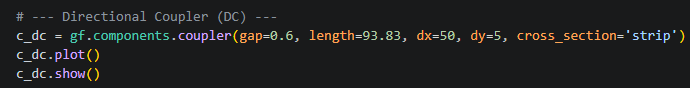 # --- Directional Coupler (DC) ---
c_dc = gf.components.coupler(gap=0.6, length=93.83, dx=50, dy=5, cross_section='strip')
c_dc.plot()
c_dc.show()